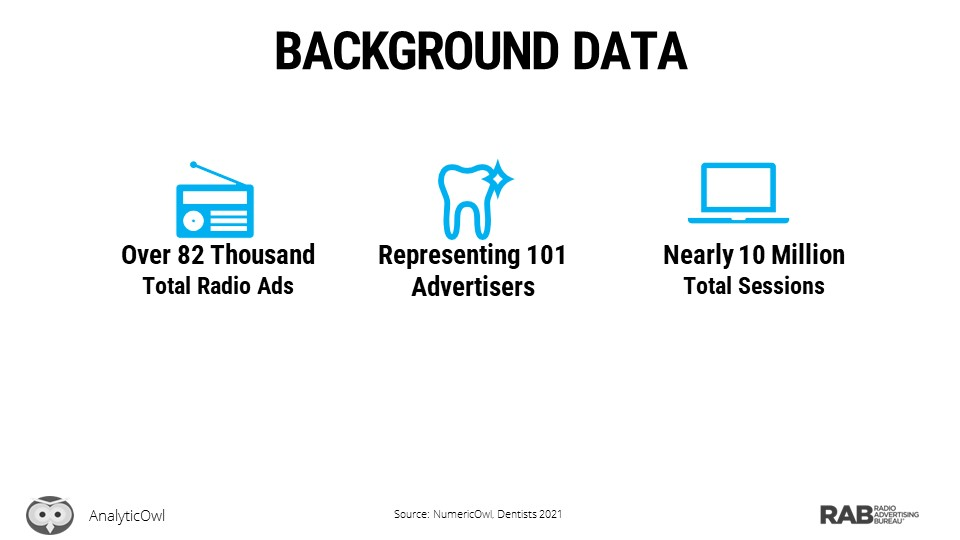 BACKGROUND DATA
Over 82 Thousand
Total Radio Ads
Representing 101
Advertisers
Nearly 10 Million
Total Sessions
AnalyticOwl
Source: NumericOwl, Dentists 2021
RAB RADIO
ADVERTISING
BUREAU